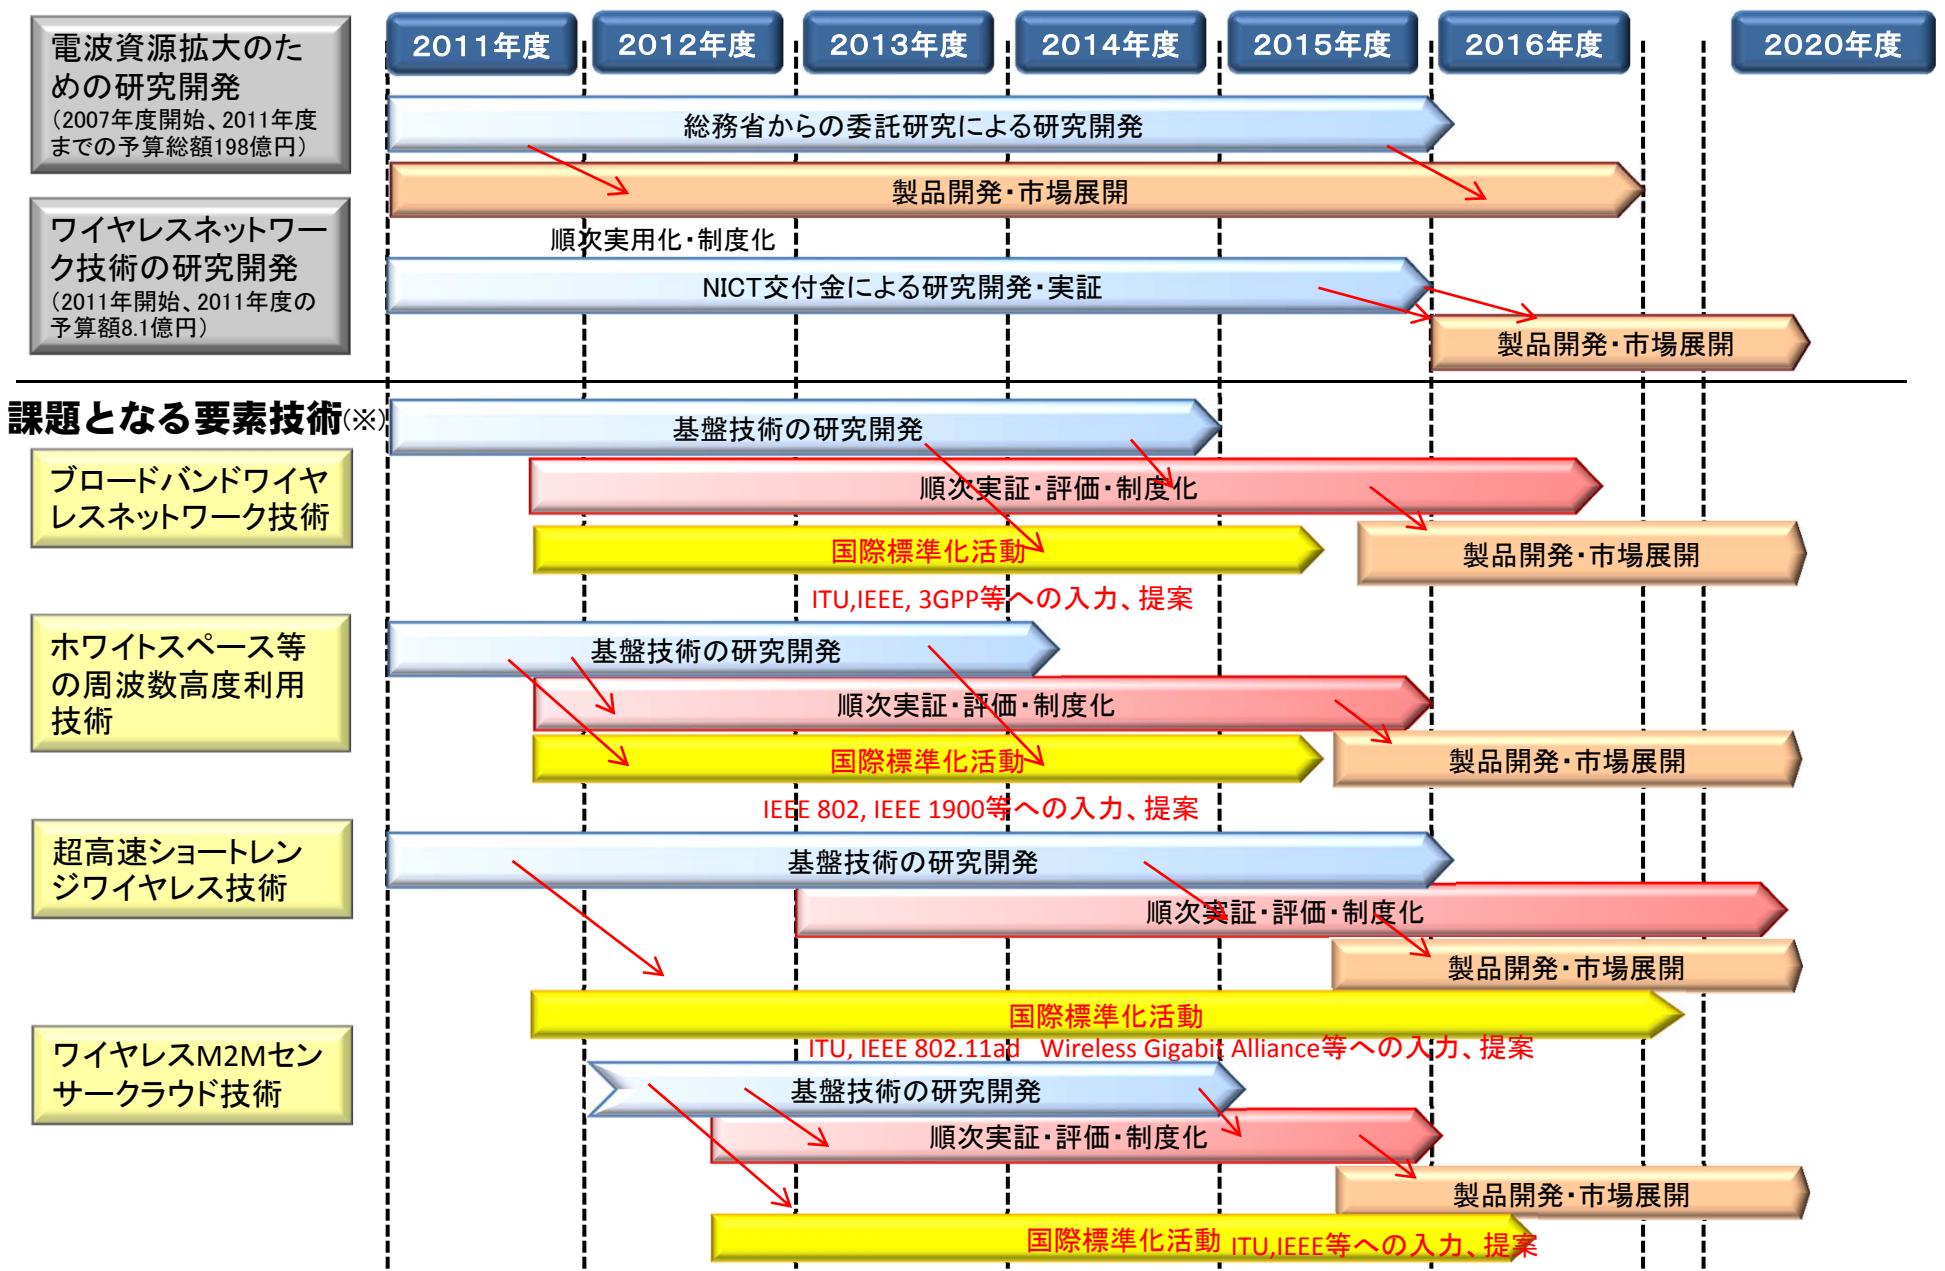 2011年度
2012年度
2013年度
2014年度
2015年度
2016年度
2020年度
電波資源拡大のた
めの研究開発
(2007年度開始、2011年度
までの予算総額198億円)
総務省からの委託研究による研究開発
製品開発・市場展開
ワイヤレスネットワー
ク技術の研究開発
(2011年開始、2011年度の
予算額8.1億円)
順次実用化・制度化
NICT交付金による研究開発・実証
製品開発・市場展開
課題となる要素技術(※)
基盤技術の研究開発
ブロードバンドワイヤ
レスネットワーク技術
順次実証・評価・制度化
国際標準化活動
製品開発・市場展開
ITU,IEEE, 3GPP等への入力、提案
ホワイトスペース等
の周波数高度利用
技術
基盤技術の研究開発
順次実証・評価・制度化
国際標準化活動
製品開発・市場展開
IEEE 802, IEEE 1900等への入力、提案
超高速ショートレン
ジワイヤレス技術
基盤技術の研究開発
順次実証・評価・制度化
製品開発・市場展開
国際標準化活動
ITU, IEEE 802.11ad Wireless Gigabit Alliance等への入力、提案
ワイヤレスM2Mセン
サークラウド技術
基盤技術の研究開発
順次実証・評価・制度化
製品開発・市場展開
国際標準化活動 ITU,IEEE等への入力、提案